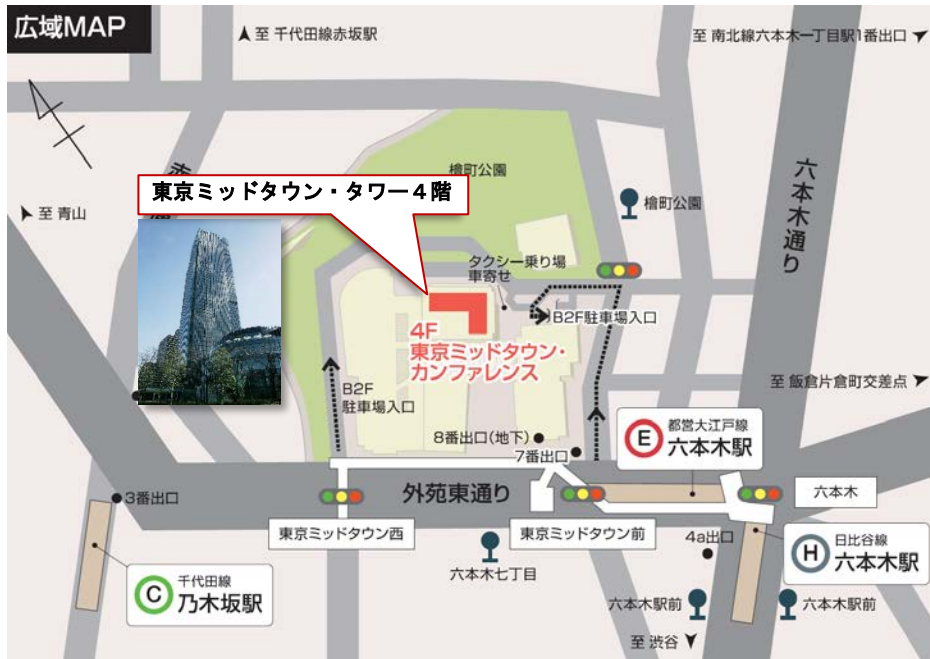 広域MAP
至 千代田線赤坂駅
至 南北線六本木一丁目駅1番出口
檜町公園
東京ミッドタウン・タワー4階
六本木通り
檜町公園
至 青山
タクシー乗り場
車寄せ
B2F駐車場入口
4F
東京ミッドタウン・
カンファレンス
B2F
駐車場入口
至 飯倉片倉町交差点
8番出口(地下)
7番出口
E
都営大江戸線
六本木駅
外苑東通り
3番出口
六本木
東京ミッドタウン西
東京ミッドタウン前
4a出口
H
日比谷線
六本木駅
六本木七丁目
C
千代田線
乃木坂駅
六本木駅前
六本木駅前
至 渋谷